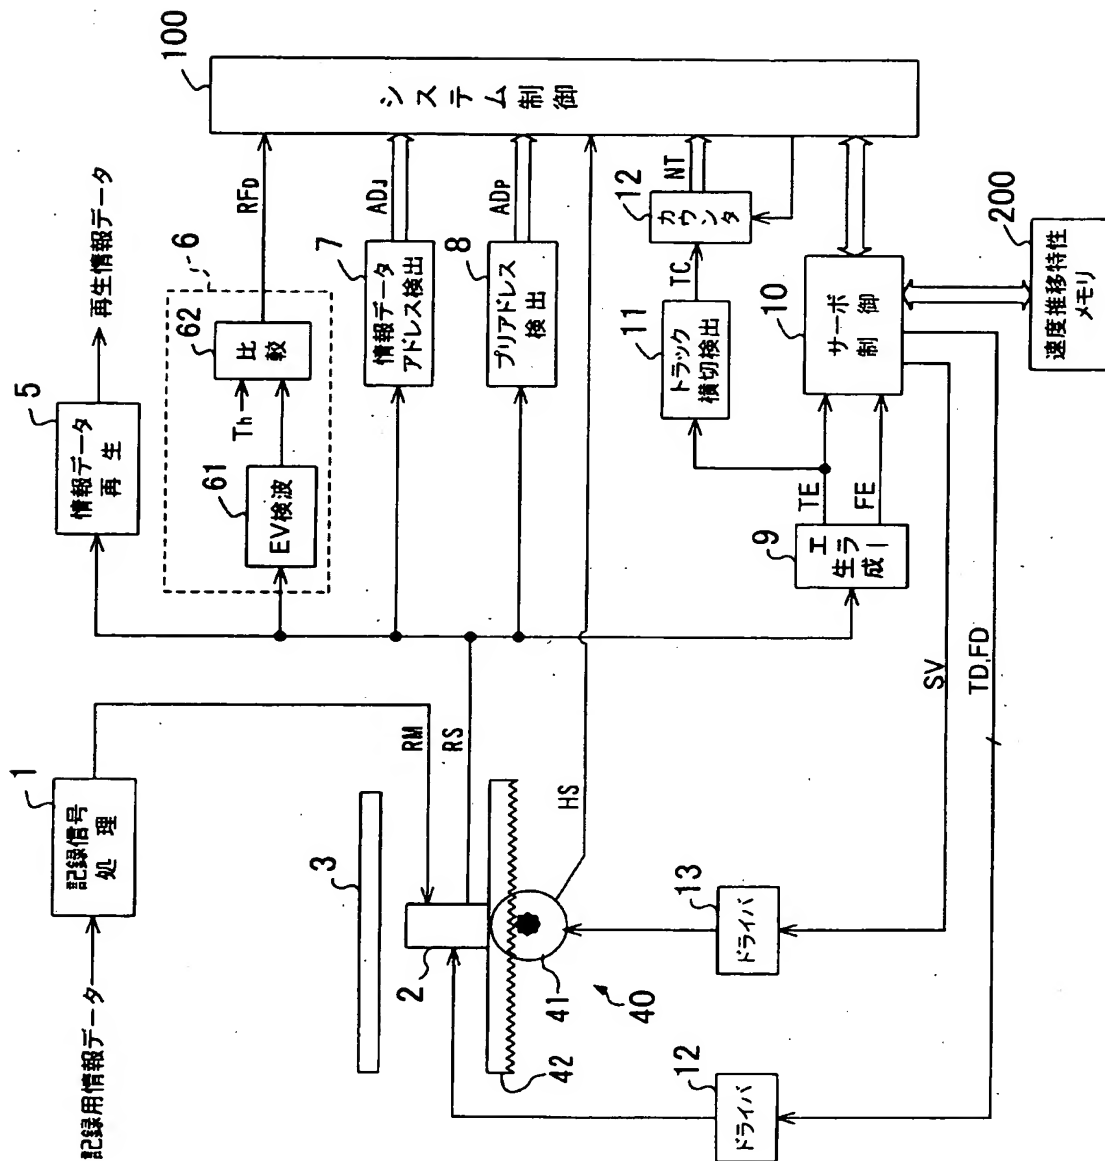 記録用情報データ
1
記録信号
処理
3
2
RM
RS
HS
41
42
40
13
ドライバ
12
ドライバ
SV
TD,FD
5
情報データ
再生
再生情報データ
6
61
EV検波
Th
62
比較
RFD
7
情報データ
アドレス検出
ADJ
8
プリアドレス
検出
ADP
9
エラー
生成
TE
FE
11
トラック
横切検出
TC
12
カウンタ
NT
10
サーボ
制御
200
速度推移特性
メモリ
100
システム制御